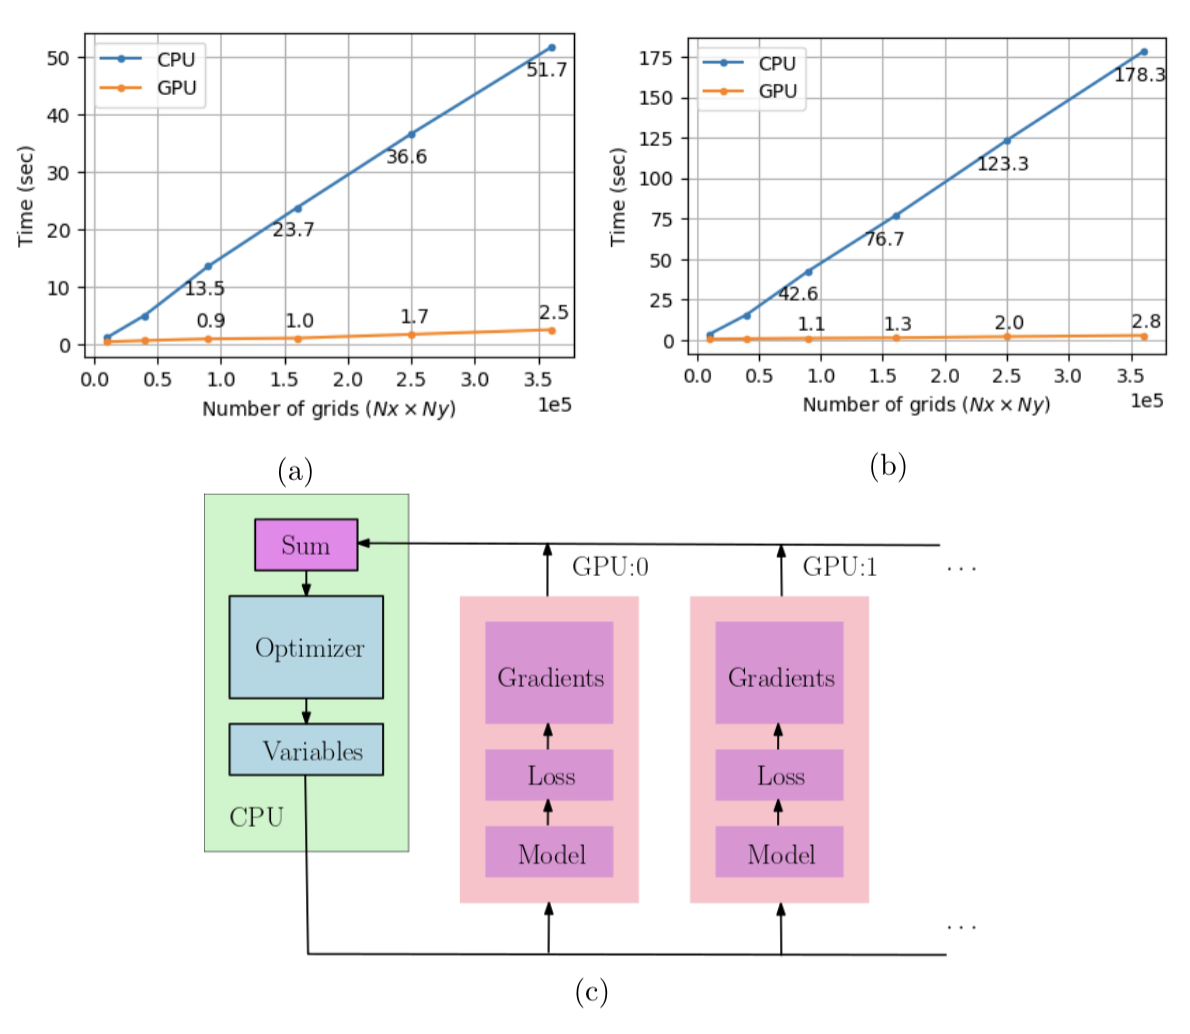 CPU
GPU
50
40
30
20
10
0
Time (sec)
51.7
36.6
23.7
13.5
0.9
1.0
1.7
2.5
0.0
0.5
1.0
1.5
2.0
2.5
3.0
3.5
1e5
Number of grids (Nx × Ny)
(a)
CPU
GPU
175
150
125
100
75
50
25
0
Time (sec)
178.3
123.3
76.7
42.6
1.1
1.3
2.0
2.8
0.0
0.5
1.0
1.5
2.0
2.5
3.0
3.5
1e5
Number of grids (Nx × Ny)
(b)
Sum
Optimizer
Variables
CPU
GPU:0
Gradients
Loss
Model
GPU:1
Gradients
Loss
Model
. . .
. . .
(c)